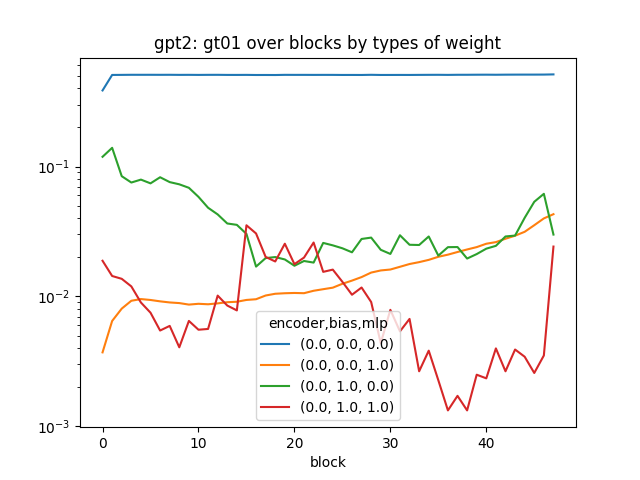 gpt2: gt01 over blocks by types of weight
10⁻¹
10⁻²
10⁻³
encoder,bias,mlp
(0.0, 0.0, 0.0)
(0.0, 0.0, 1.0)
(0.0, 1.0, 0.0)
(0.0, 1.0, 1.0)
0 10 20 30 40
block